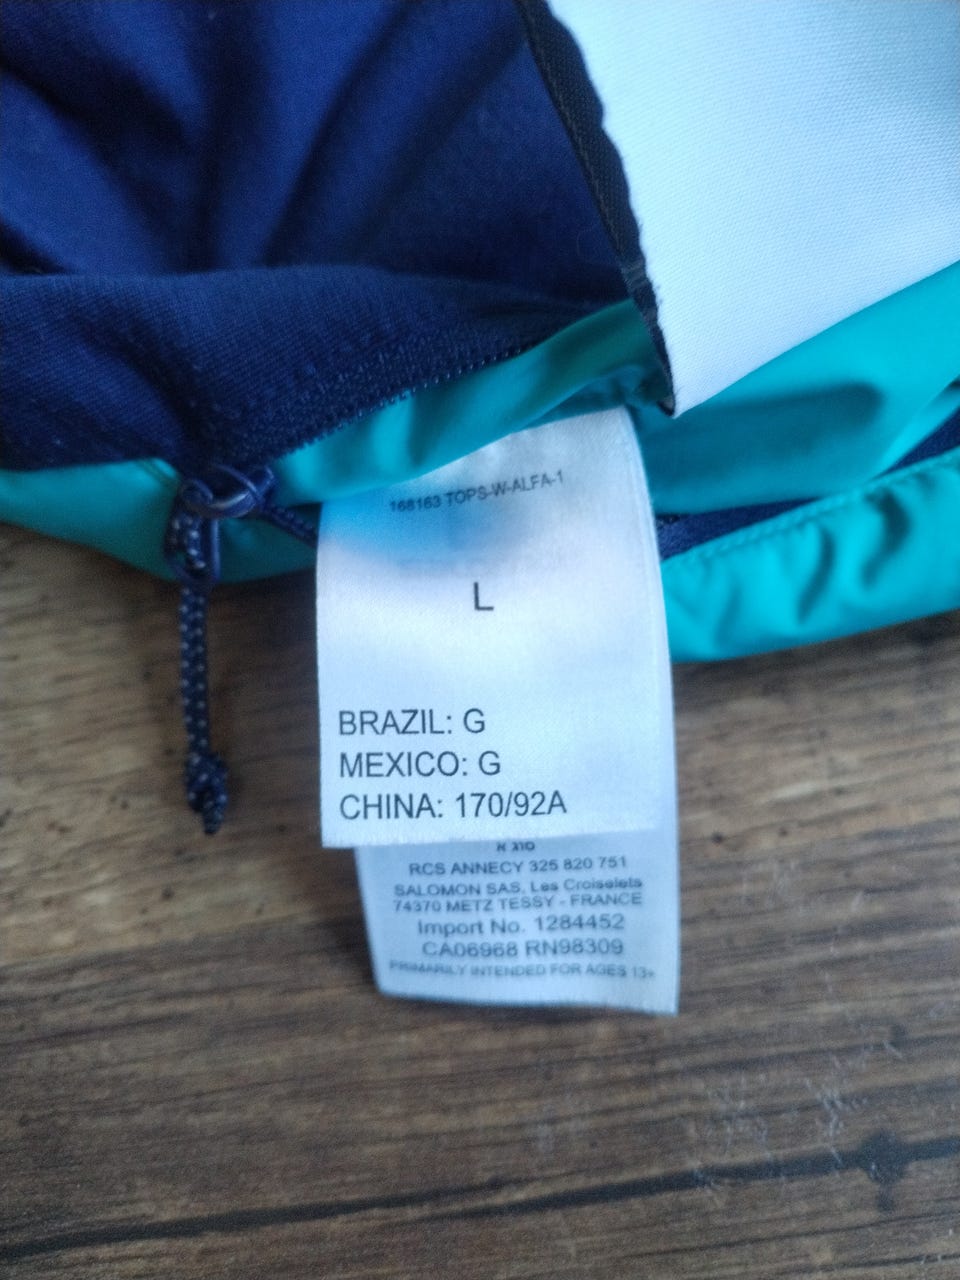 168163 TOPS-W-ALFA-1
L
BRAZIL: G
MEXICO: G
CHINA: 170/92A
סוג א
RCS ANNECY 325 820 751
SALOMON SAS, Les Croiselets
74370 METZ TESSY - FRANCE
Import No. 1284452
CA06968 RN98309
PRIMARILY INTENDED FOR AGES 13+